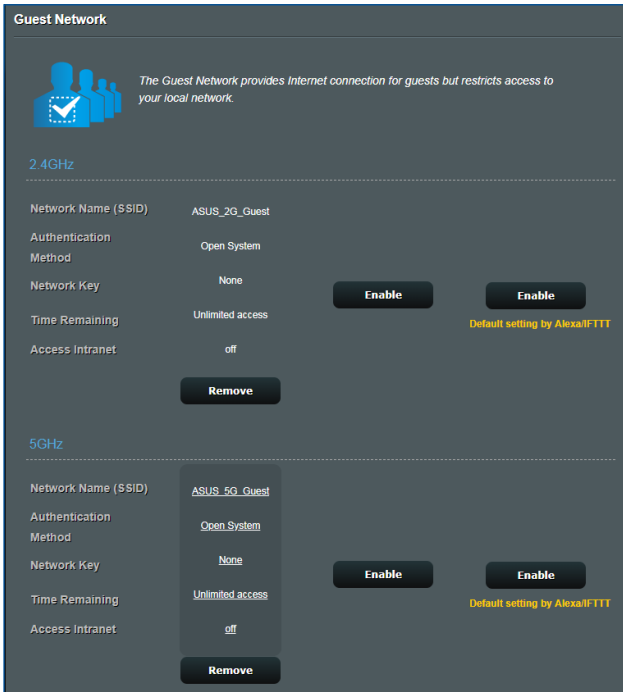 Guest Network
The Guest Network provides Internet connection for guests but restricts access to
your local network.
2.4GHz
Network Name (SSID) ASUS_2G_Guest
Authentication
Method
Open System
Network Key None
Enable Enable
Time Remaining Unlimited access
Default setting by Alexa/IFTTT
Access Intranet off
Remove
5GHz
Network Name (SSID) ASUS_5G_Guest
Authentication
Method
Open System
Network Key None
Enable Enable
Time Remaining Unlimited access
Default setting by Alexa/IFTTT
Access Intranet off
Remove